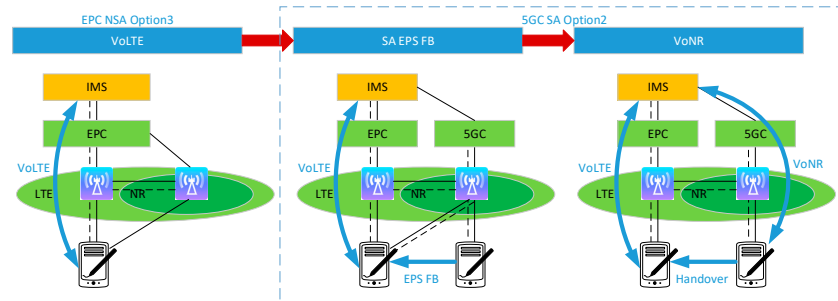 EPC NSA Option3
5GC SA Option2
VoLTE
SA EPS FB
VoNR
IMS
IMS
IMS
EPC
EPC
5GC
EPC
5GC
VoLTE
VoLTE
VoLTE
VoNR
LTE
NR
LTE
NR
LTE
NR
EPS FB
Handover